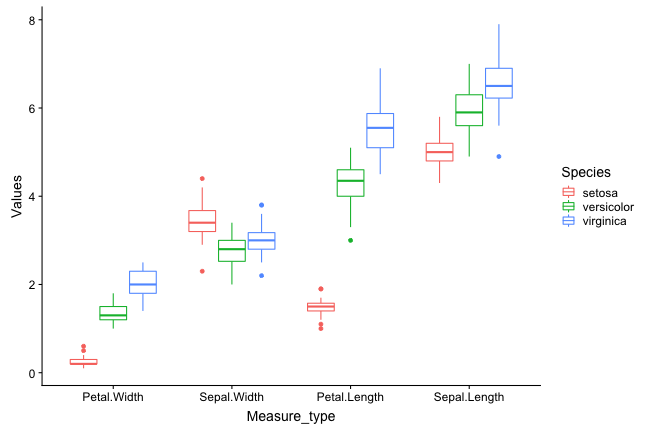 8
6
4
2
0
Values
Petal.Width Sepal.Width Petal.Length Sepal.Length
Measure_type
Species
setosa
versicolor
virginica